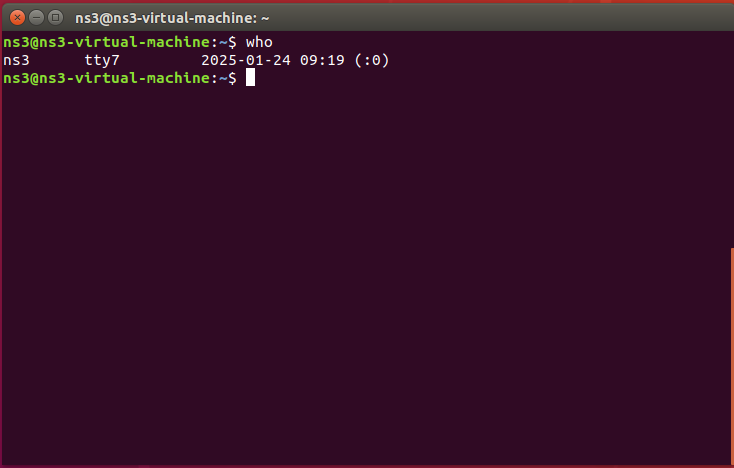 ns3@ns3-virtual-machine: ~
ns3@ns3-virtual-machine:~$ who
ns3      tty7         2025-01-24 09:19 (:0)
ns3@ns3-virtual-machine:~$